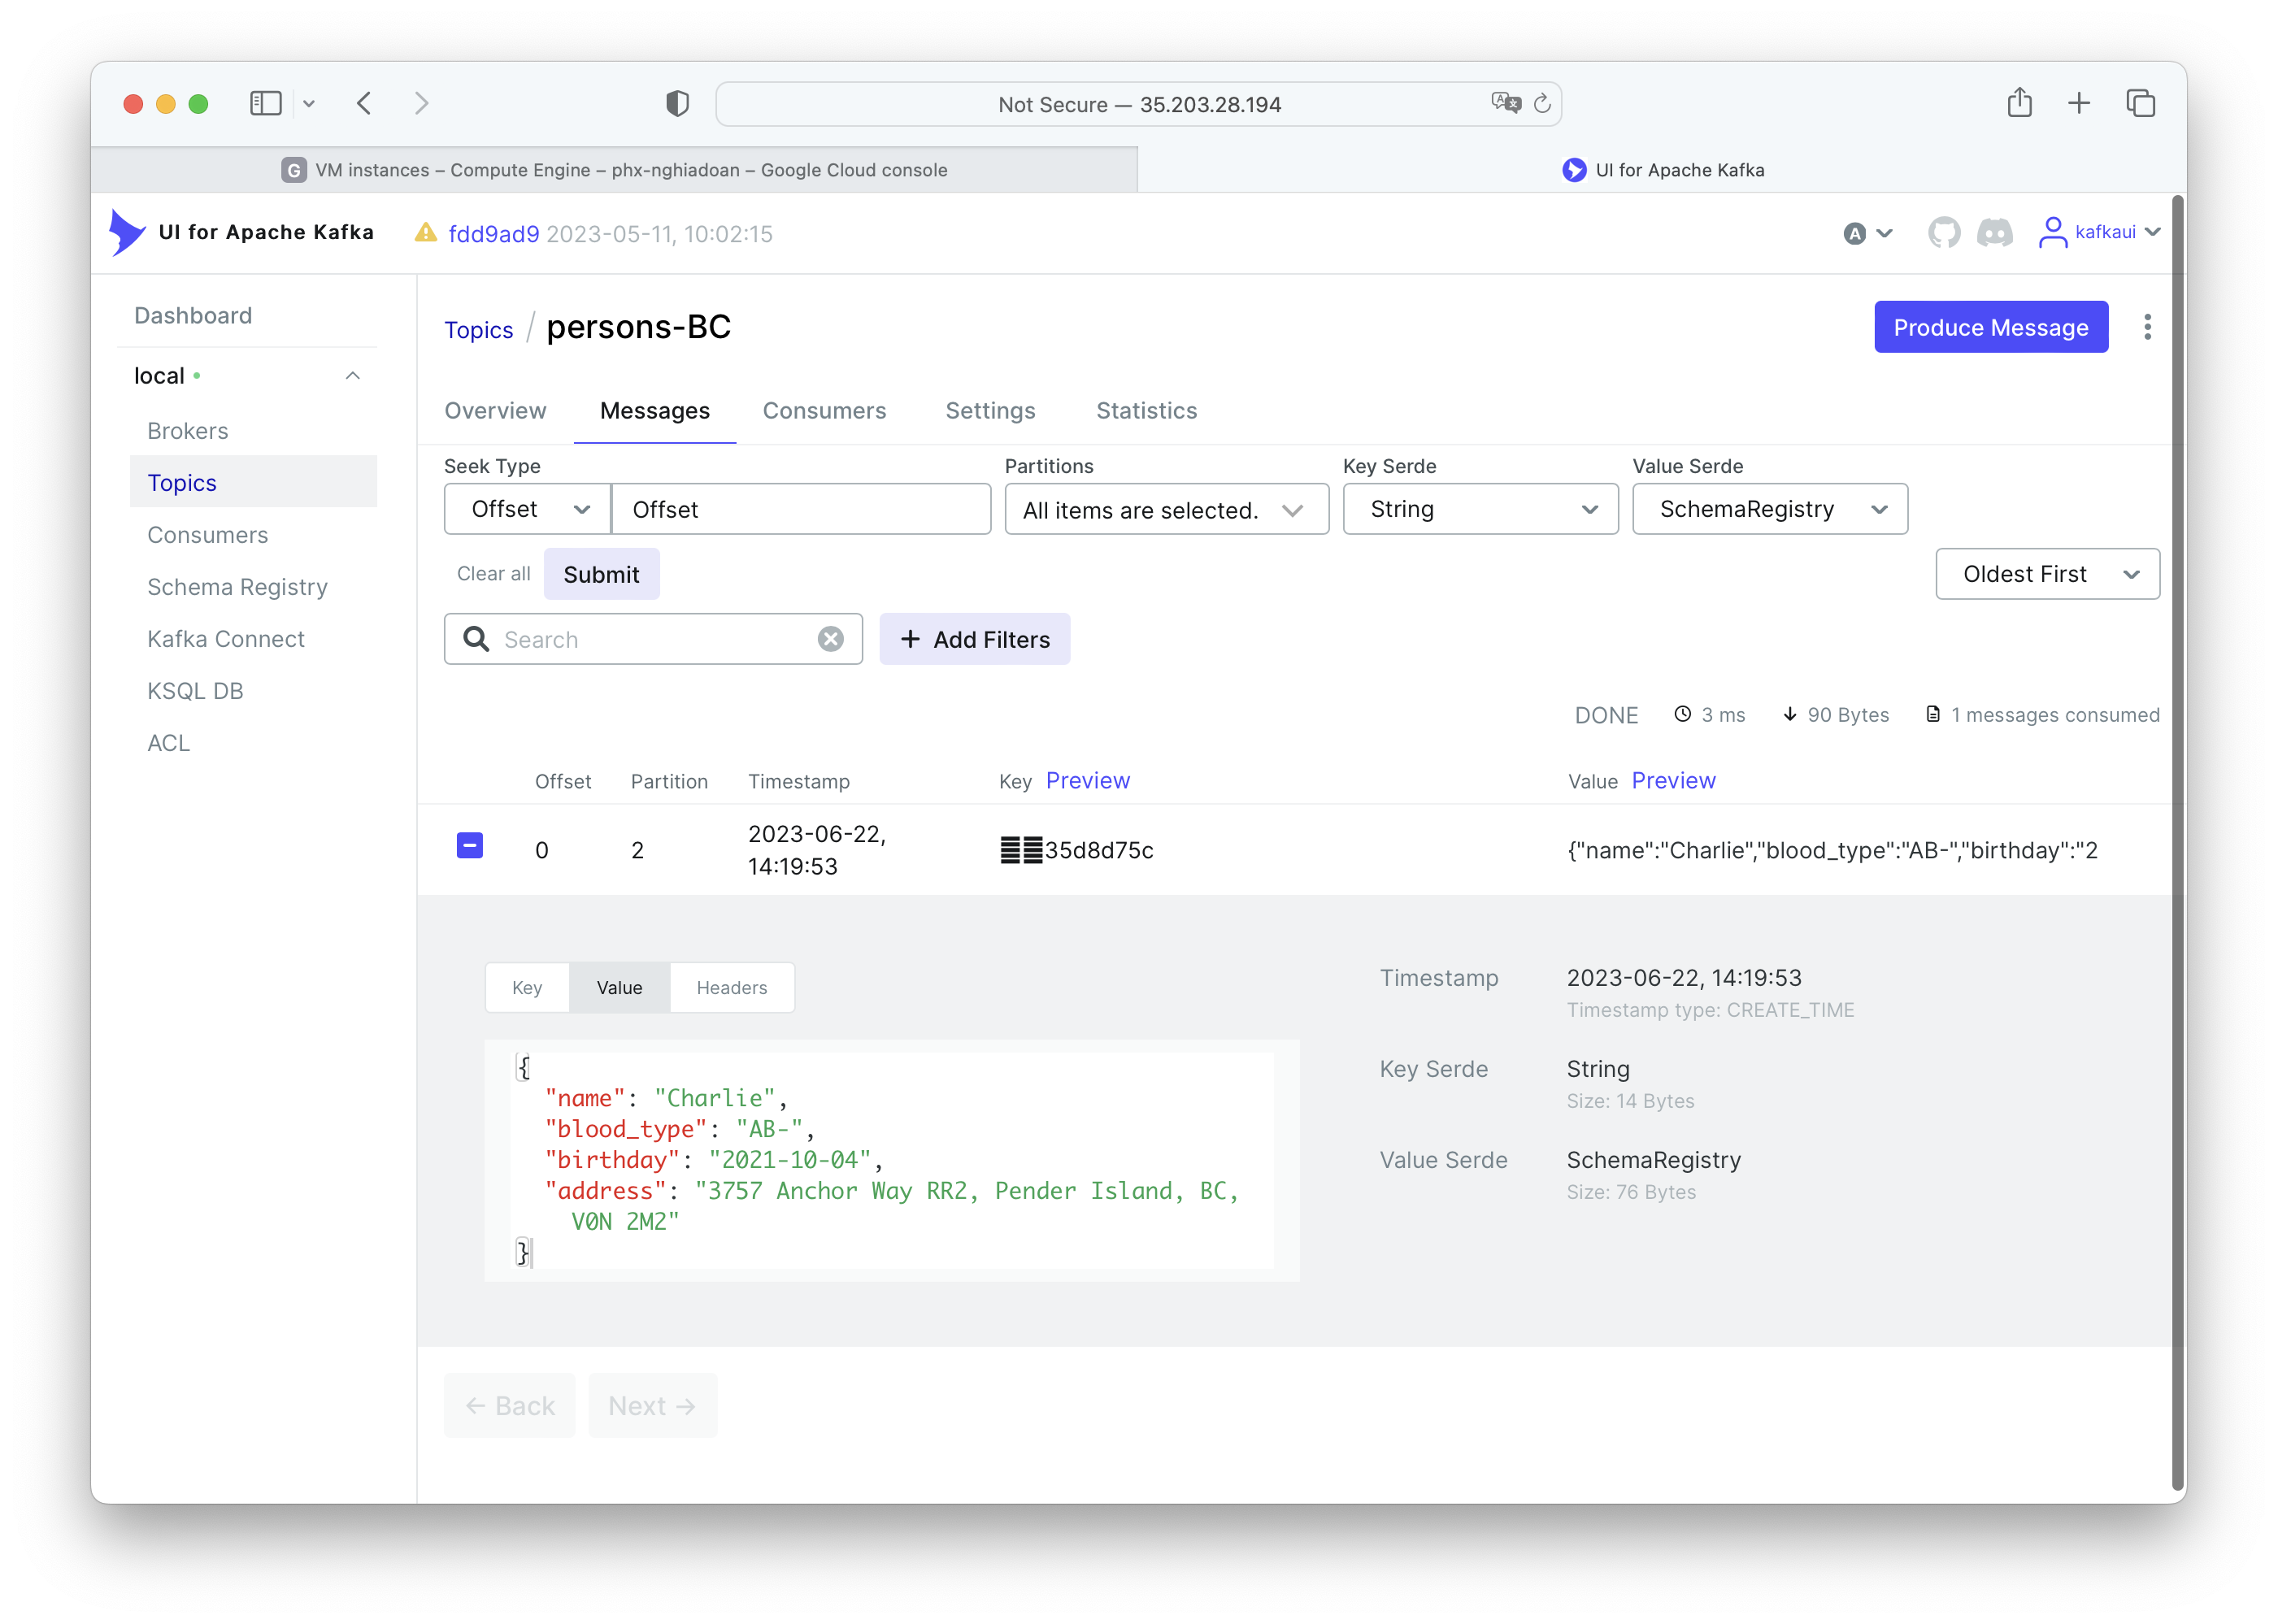 Not Secure — 35.203.28.194
G VM instances – Compute Engine – phx-nghiadoan – Google Cloud console
UI for Apache Kafka
UI for Apache Kafka
fdd9ad9 2023-05-11, 10:02:15
A
kafkaui
Dashboard
local
Brokers
Topics
Consumers
Schema Registry
Kafka Connect
KSQL DB
ACL
Topics / persons-BC
Produce Message
Overview Messages Consumers Settings Statistics
Seek Type Partitions Key Serde Value Serde
Offset Offset All items are selected. String SchemaRegistry
Clear all Submit Oldest First
Search + Add Filters
DONE 3 ms 90 Bytes 1 messages consumed
Offset Partition Timestamp Key Preview Value Preview
0 2 2023-06-22, 14:19:53 35d8d75c {"name":"Charlie","blood_type":"AB-","birthday":"2
Key Value Headers
{
"name": "Charlie",
"blood_type": "AB-",
"birthday": "2021-10-04",
"address": "3757 Anchor Way RR2, Pender Island, BC,
V0N 2M2"
}
Timestamp 2023-06-22, 14:19:53
Timestamp type: CREATE_TIME
Key Serde String
Size: 14 Bytes
Value Serde SchemaRegistry
Size: 76 Bytes
← Back Next →